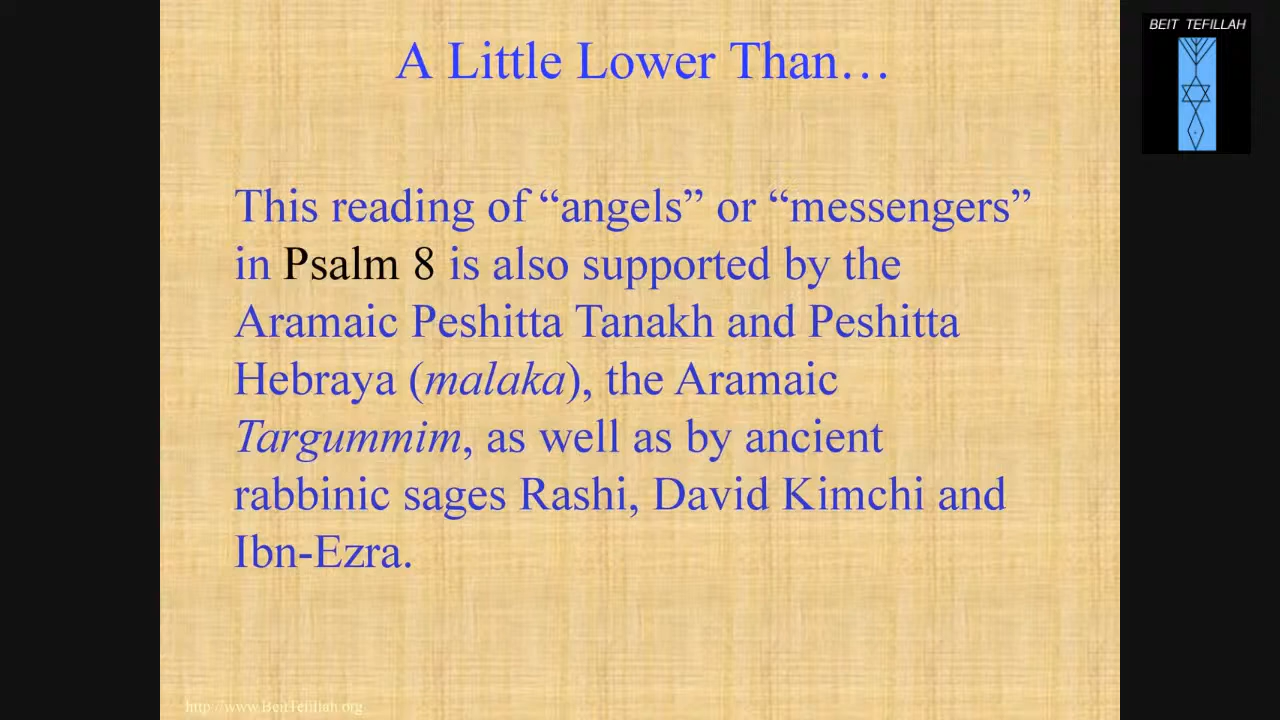 A Little Lower Than…
BEIT TEFILLAH
This reading of “angels” or “messengers”
in Psalm 8 is also supported by the
Aramaic Peshitta Tanakh and Peshitta
Hebraya (malaka), the Aramaic
Targummim, as well as by ancient
rabbinic sages Rashi, David Kimchi and
Ibn-Ezra.
http://www.BeitTefillah.org